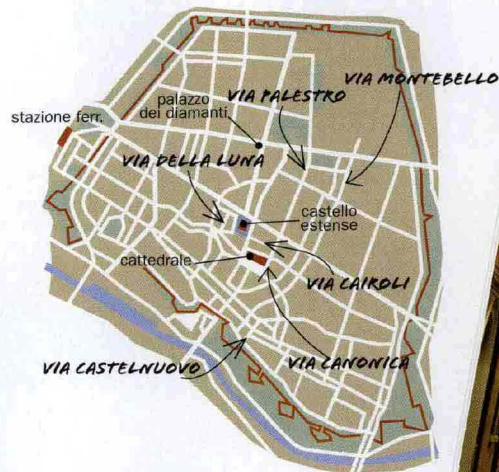 VIA MONTEBELLO
VIA PALESTRO
palazzo
dei diamanti
stazione ferr.
VIA DELLA LUNA
castello
estense
cattedrale
VIA CAIROLI
VIA CASTELNUOVO
VIA CANONICA